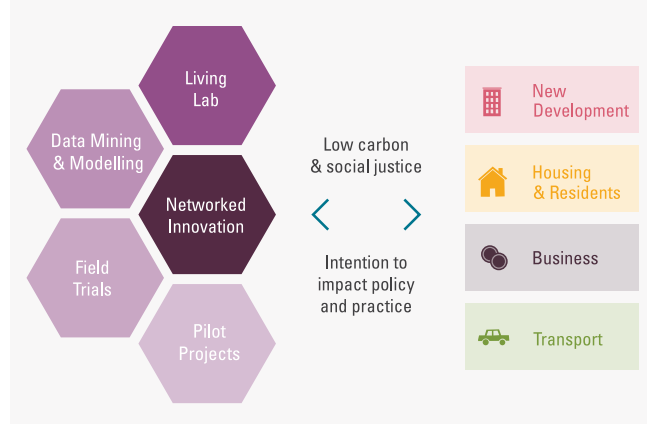 Living
Lab
Data Mining
& Modelling
Networked
Innovation
Field
Trials
Pilot
Projects
Low carbon
& social justice
Intention to
impact policy
and practice
New
Development
Housing
& Residents
Business
Transport